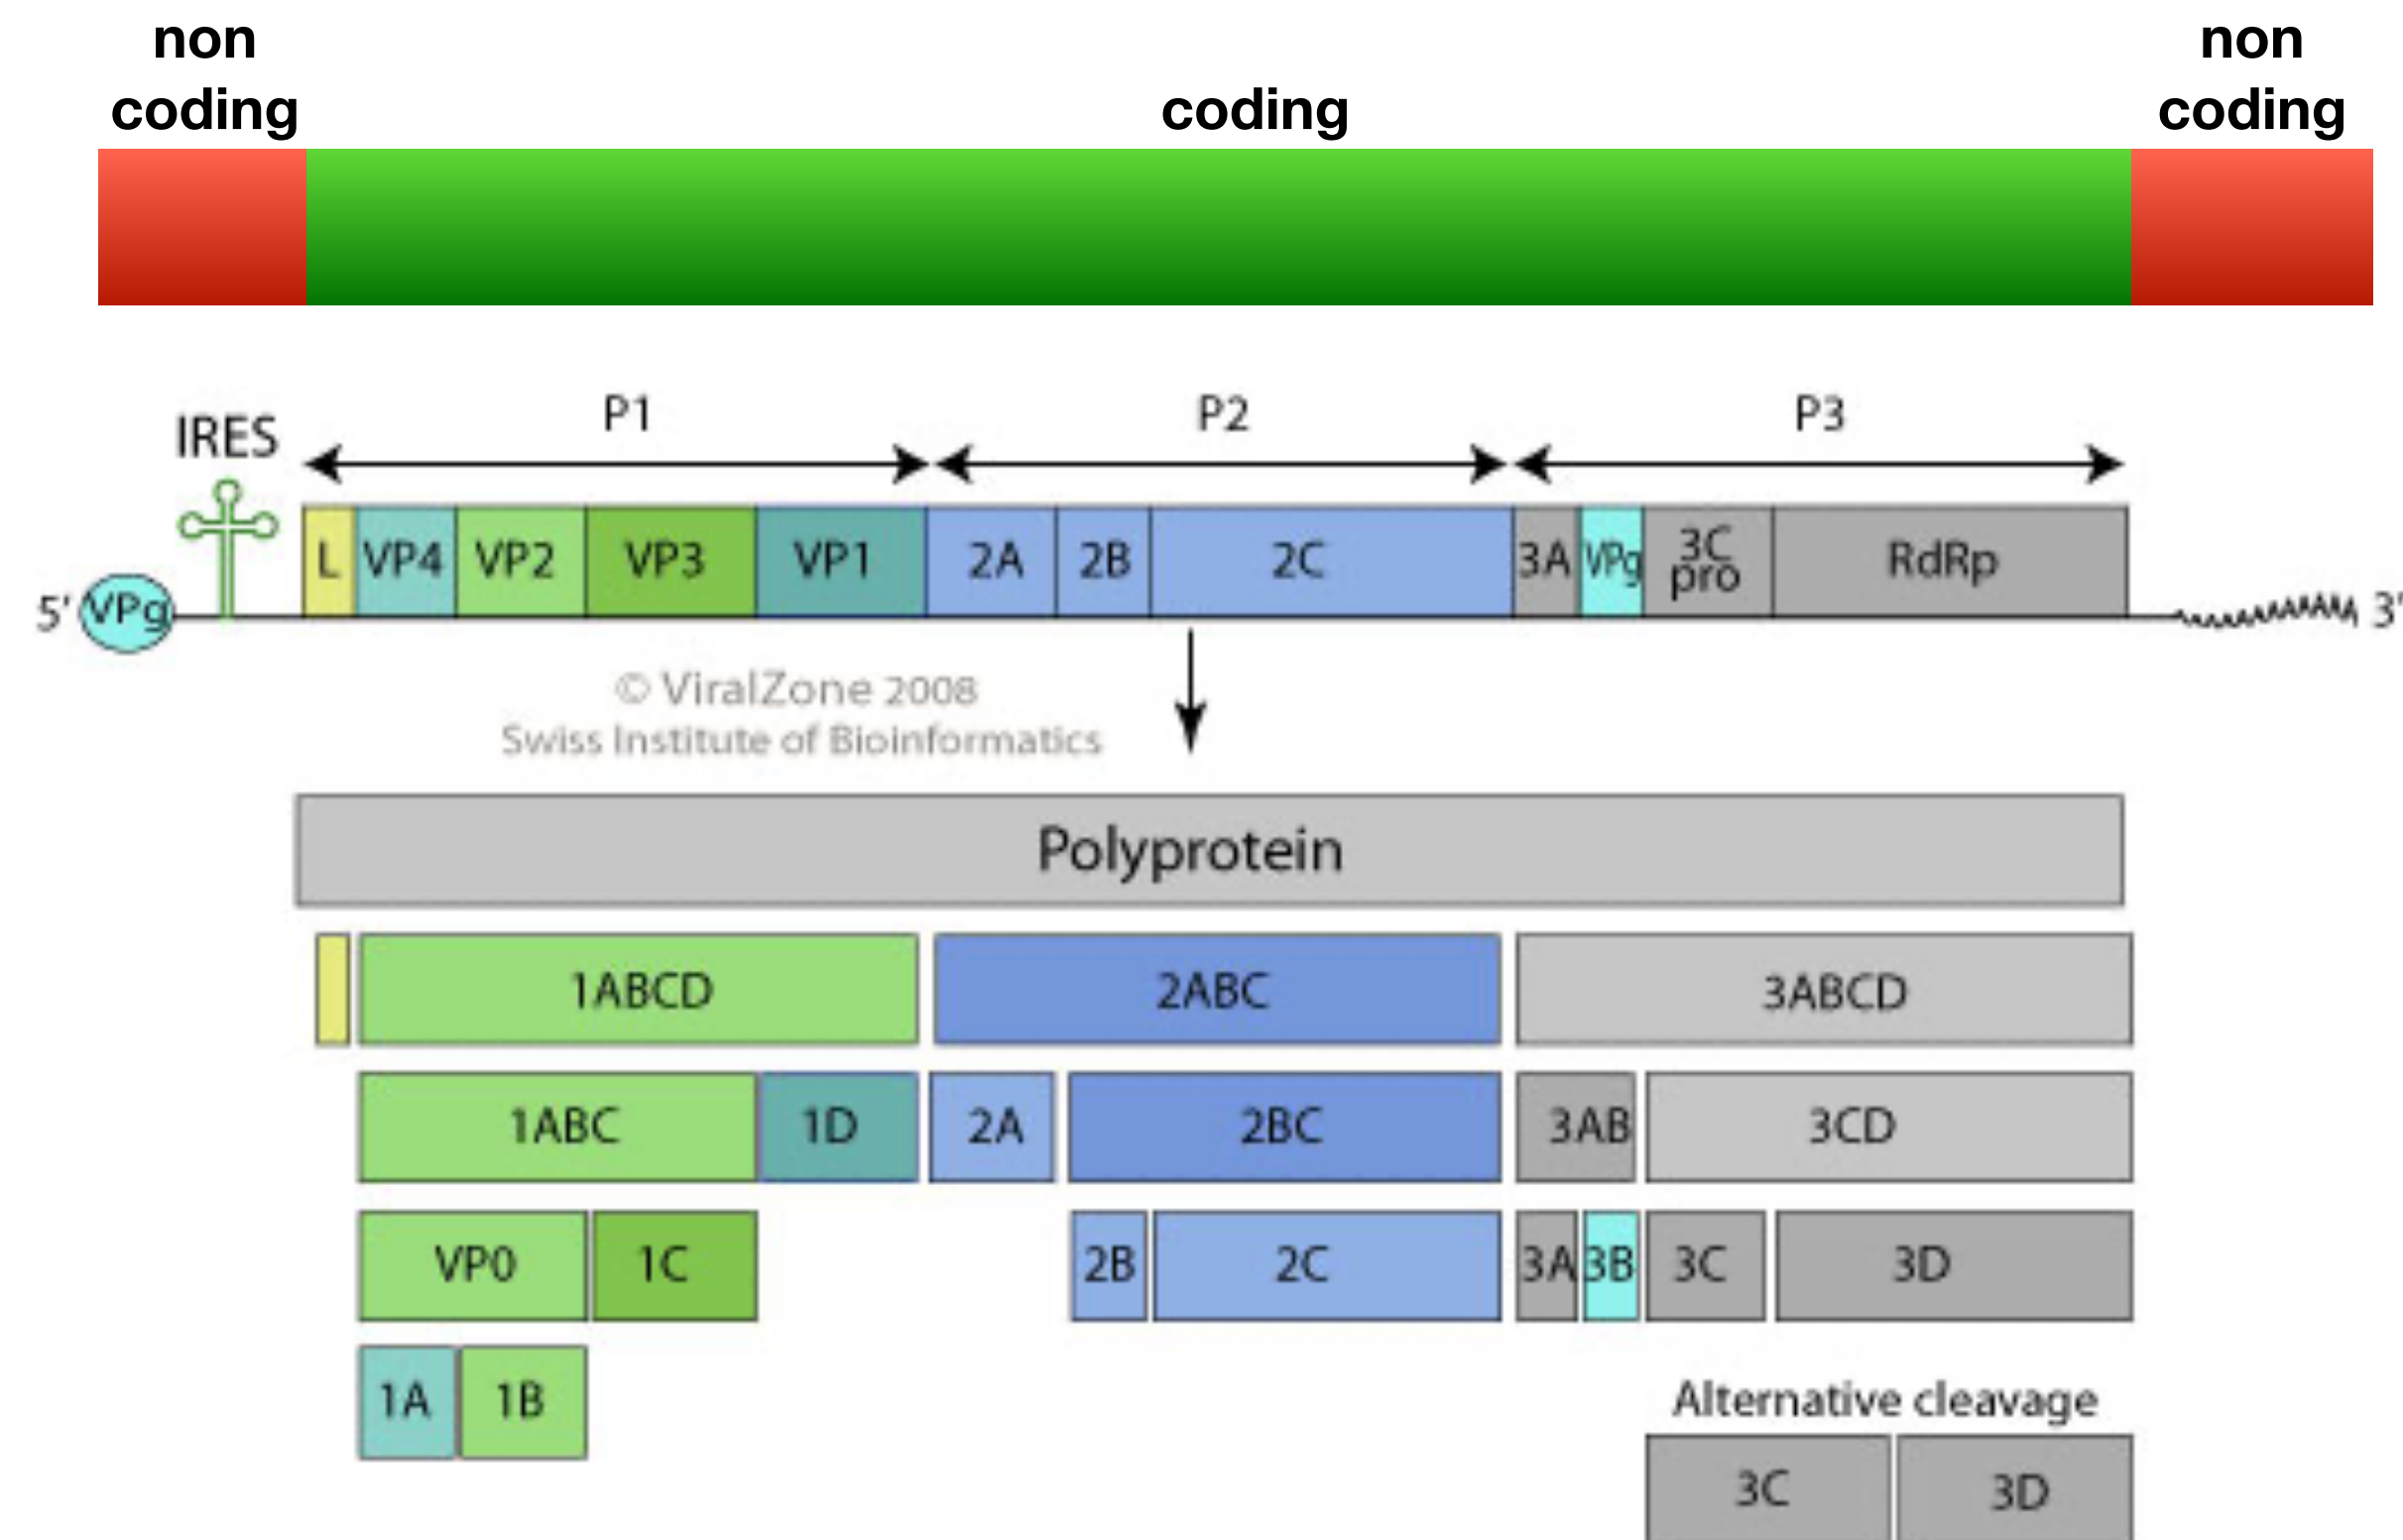 non
coding
coding
non
coding
IRES
P1
P2
P3
L VP4 VP2 VP3 VP1 2A 2B 2C 3A VPg 3C pro RdRp
5' VPg
3'
© ViralZone 2008
Swiss Institute of Bioinformatics
Polyprotein
1ABCD 2ABC 3ABCD
1ABC 1D 2A 2BC 3AB 3CD
VP0 1C 2B 2C 3A 3B 3C 3D
1A 1B
Alternative cleavage
3C 3D